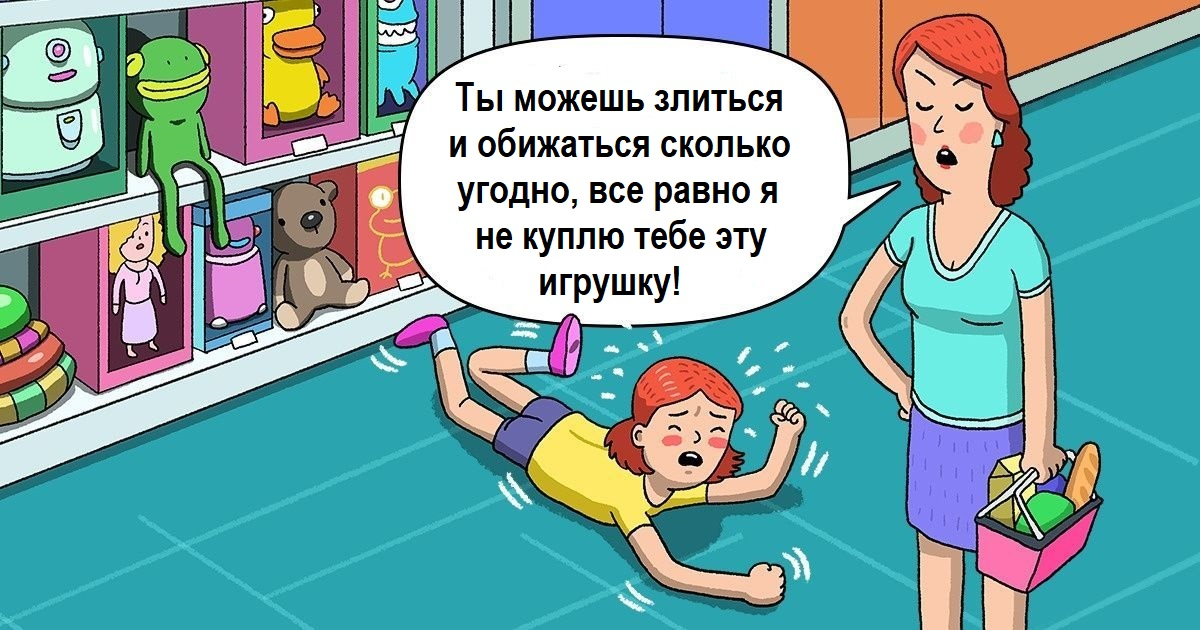 Ты можешь злиться
и обижаться сколько
угодно, все равно я
не куплю тебе эту
игрушку!